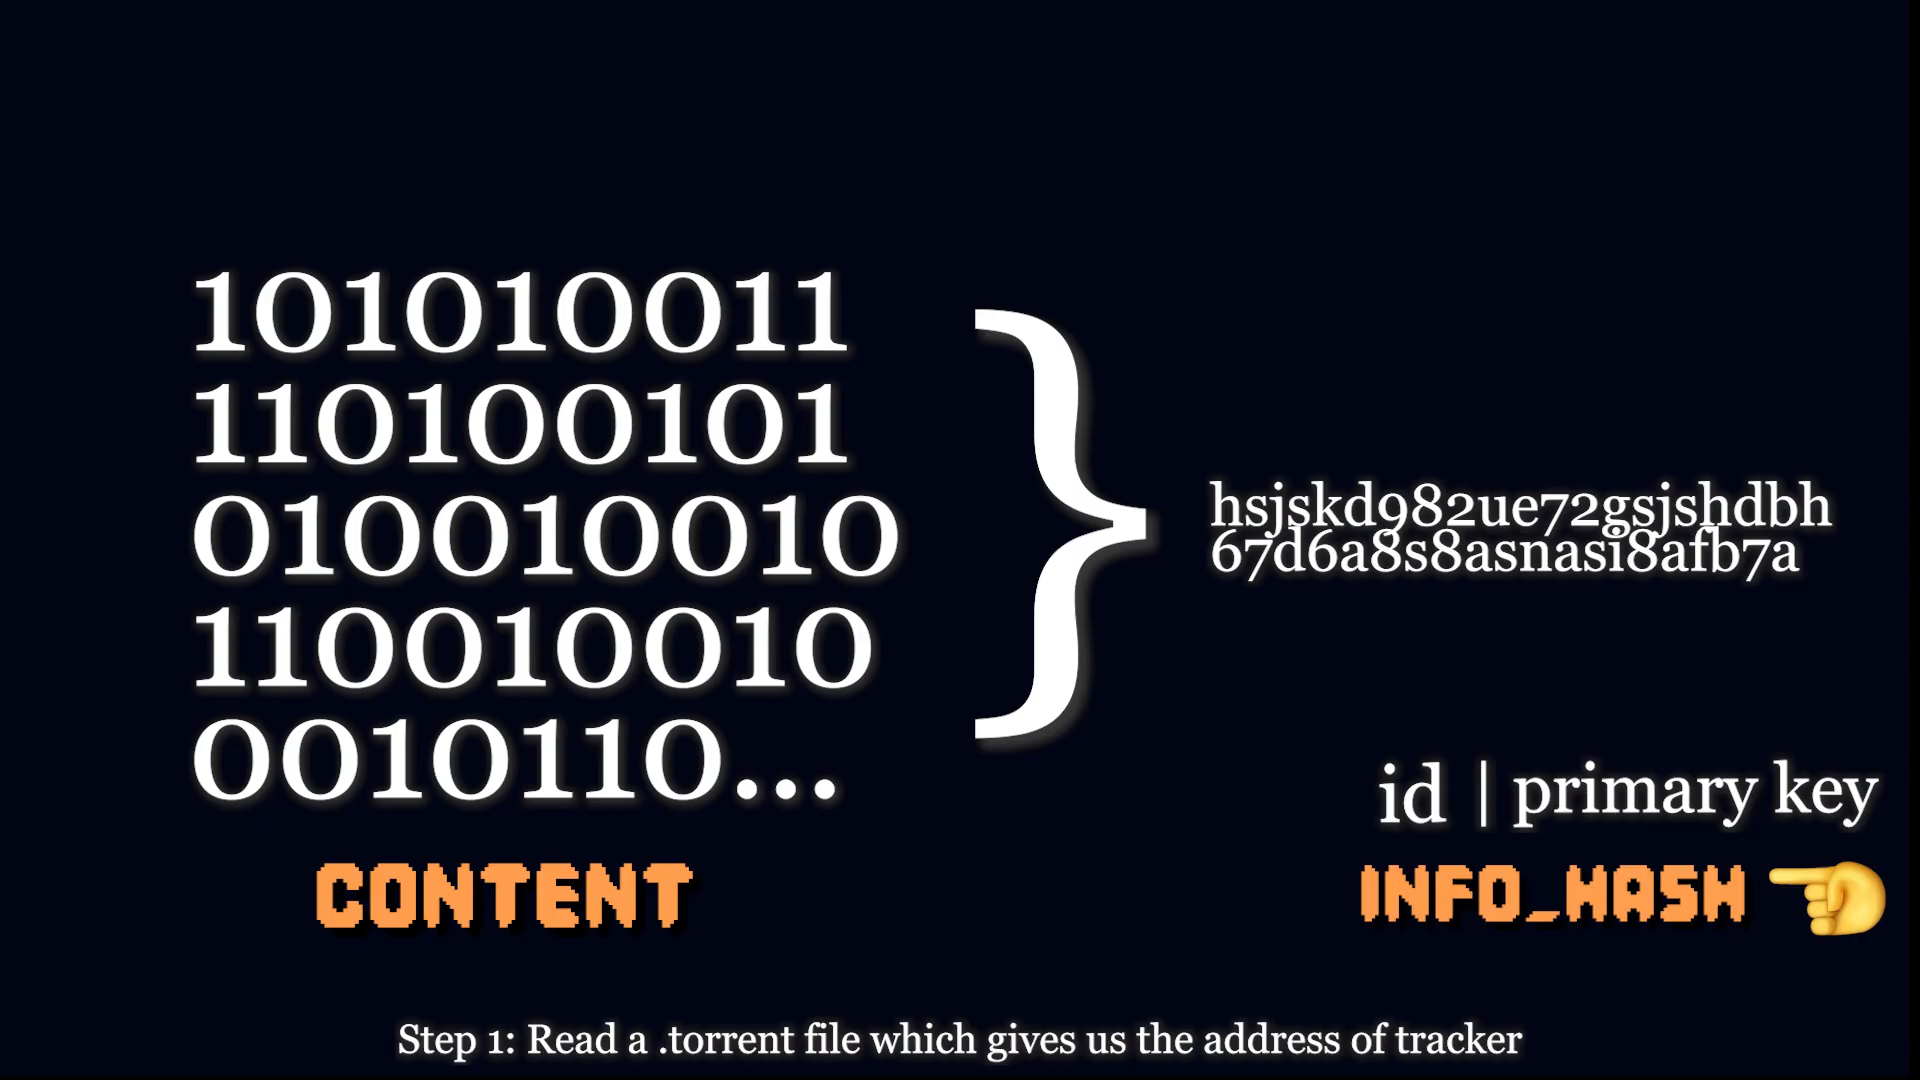 101010011
110100101
010010010
110010010
0010110...
}
hsjskd982ue72gsjshdbh
67d6a8s8asnasi8afb7a
id | primary key
CONTENT
INFO_HASH
Step 1: Read a .torrent file which gives us the address of tracker